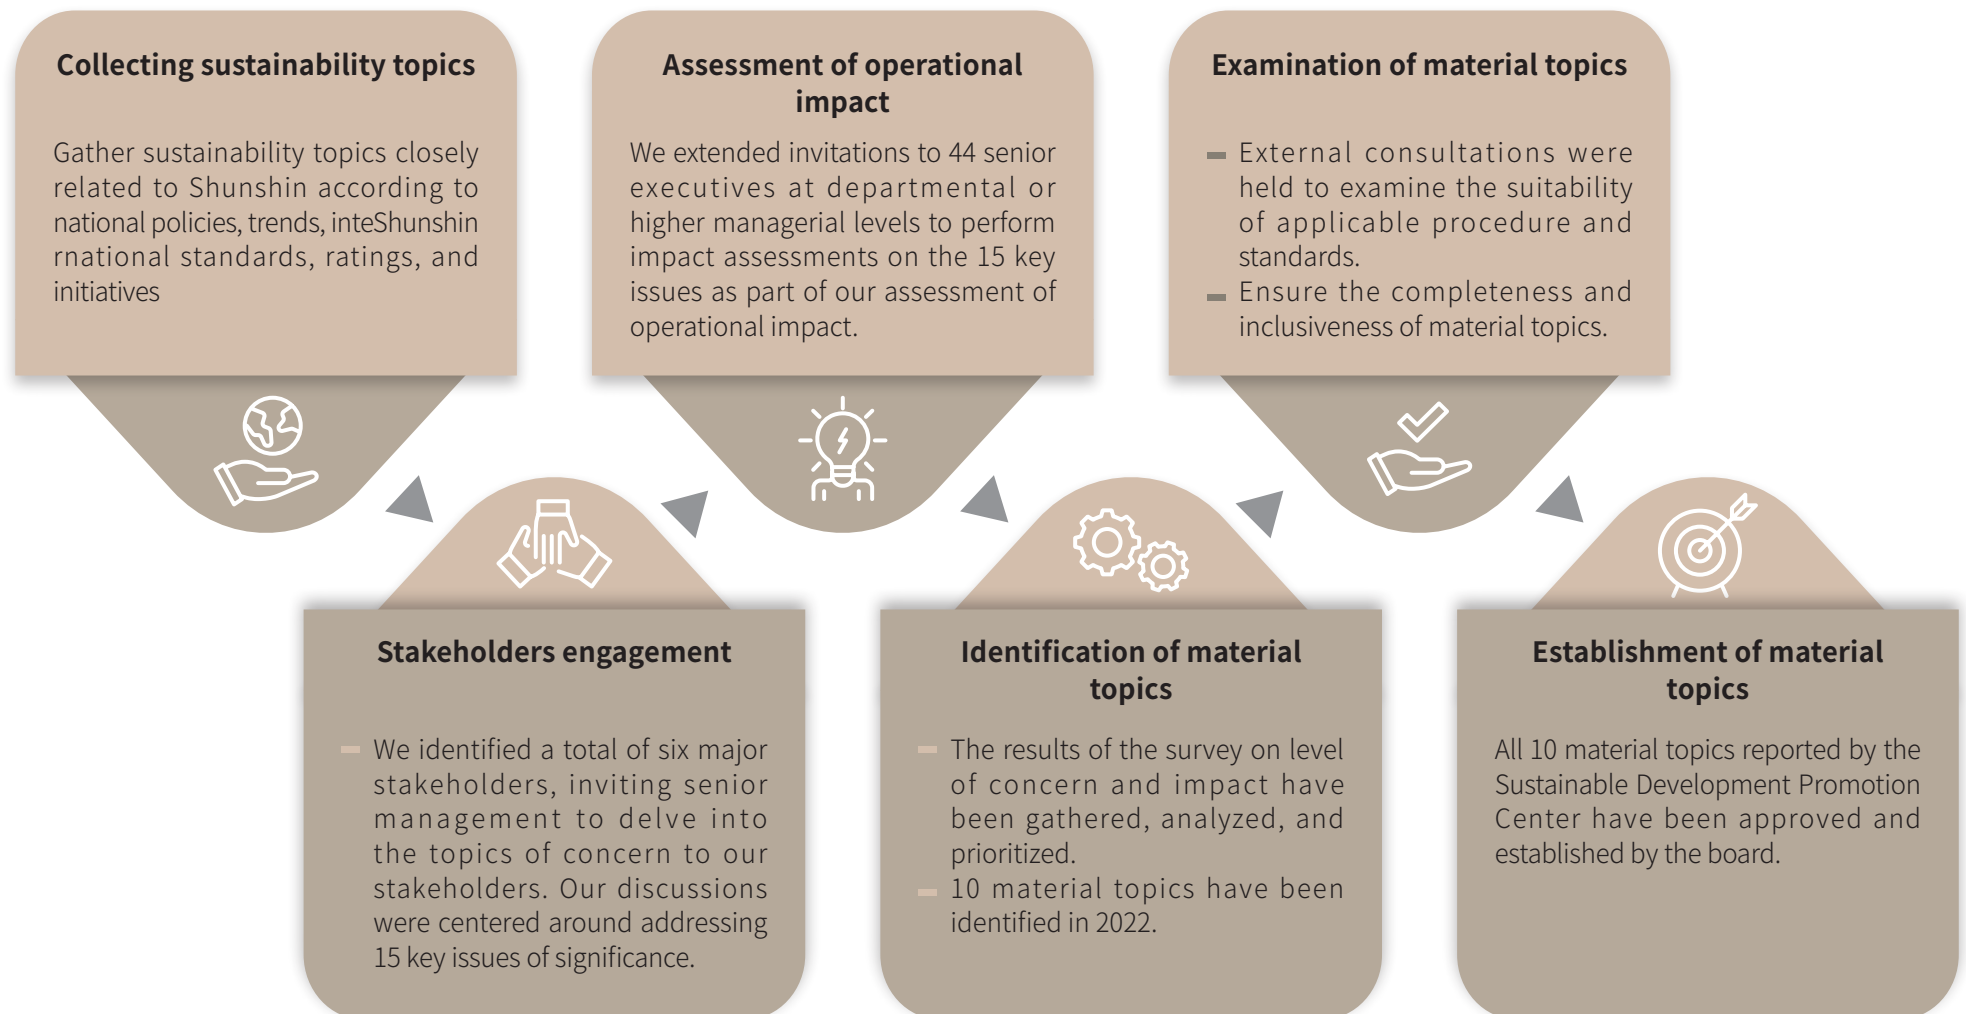 Collecting sustainability topics
Gather sustainability topics closely
related to Shunshin according to
national policies, trends, inteShunshin
rnational standards, ratings, and
initiatives
Stakeholders engagement
We identified a total of six major
stakeholders, inviting senior
management to delve into
the topics of concern to our
stakeholders. Our discussions
were centered around addressing
15 key issues of significance.
Assessment of operational
impact
We extended invitations to 44 senior
executives at departmental or
higher managerial levels to perform
impact assessments on the 15 key
issues as part of our assessment of
operational impact.
Identification of material
topics
The results of the survey on level
of concern and impact have
been gathered, analyzed, and
prioritized.
10 material topics have been
identified in 2022.
Examination of material topics
External consultations were
held to examine the suitability
of applicable procedure and
standards.
Ensure the completeness and
inclusiveness of material topics.
Establishment of material
topics
All 10 material topics reported by the
Sustainable Development Promotion
Center have been approved and
established by the board.